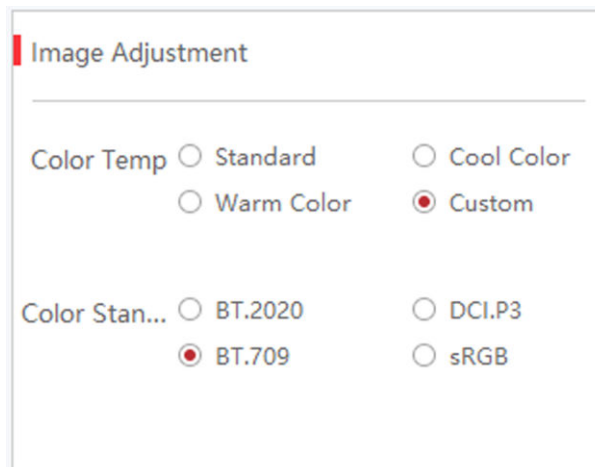 Image Adjustment
Color Temp Standard Cool Color
Warm Color Custom
Color Stan... BT.2020 DCI.P3
BT.709 sRGB